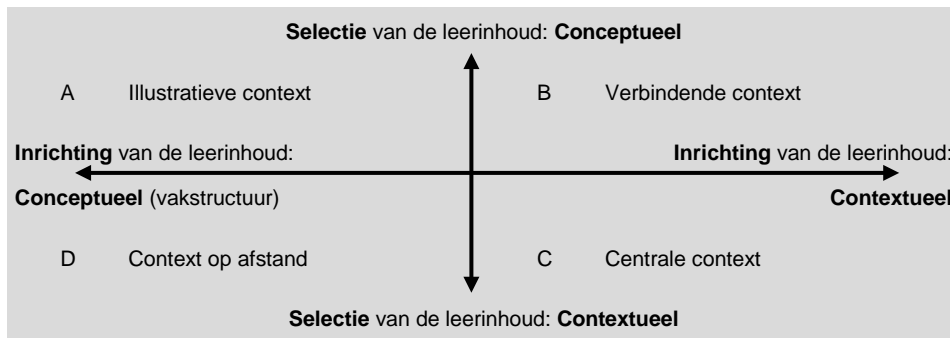 Selectie van de leerinhoud: Conceptueel
A Illustratieve context B Verbindende context
Inrichting van de leerinhoud: Inrichting van de leerinhoud:
Conceptueel (vakstructuur) Contextueel
D Context op afstand C Centrale context
Selectie van de leerinhoud: Contextueel